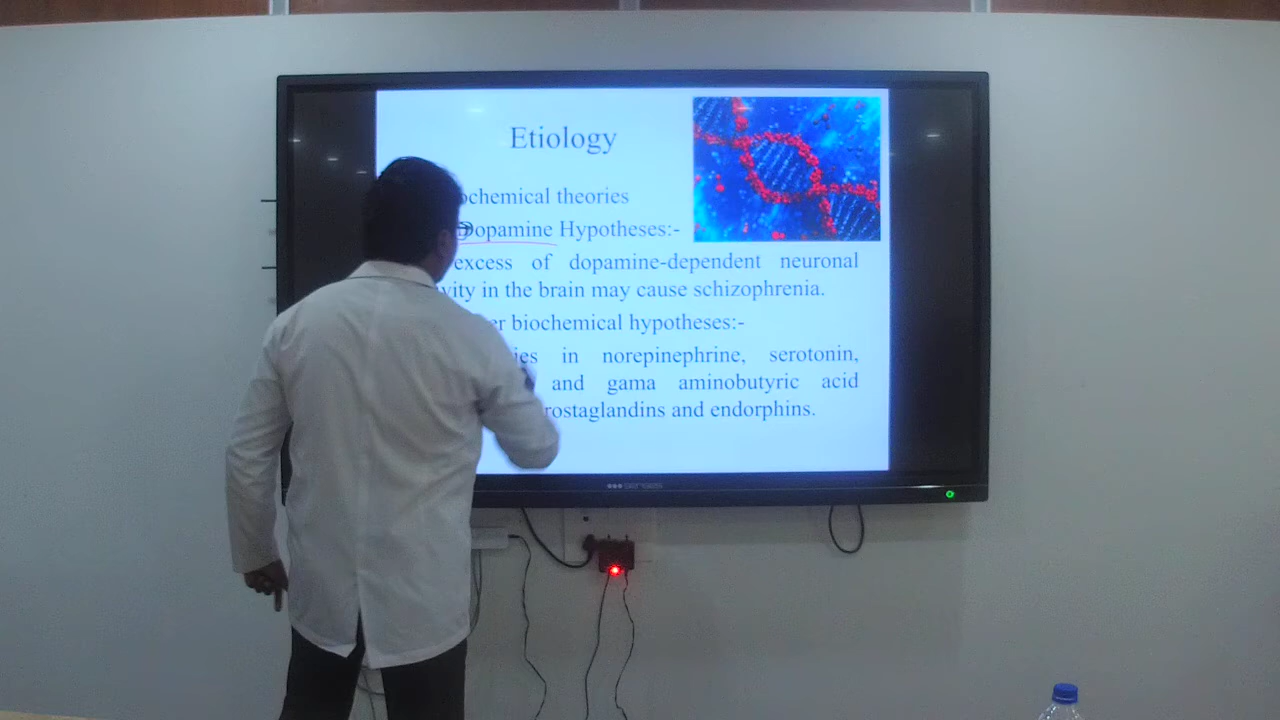 Etiology
ochemical theories
Dopamine Hypotheses:-
excess of dopamine-dependent neuronal
vity in the brain may cause schizophrenia.
er biochemical hypotheses:-
ies in norepinephrine, serotonin,
and gama aminobutyric acid
rostaglandins and endorphins.